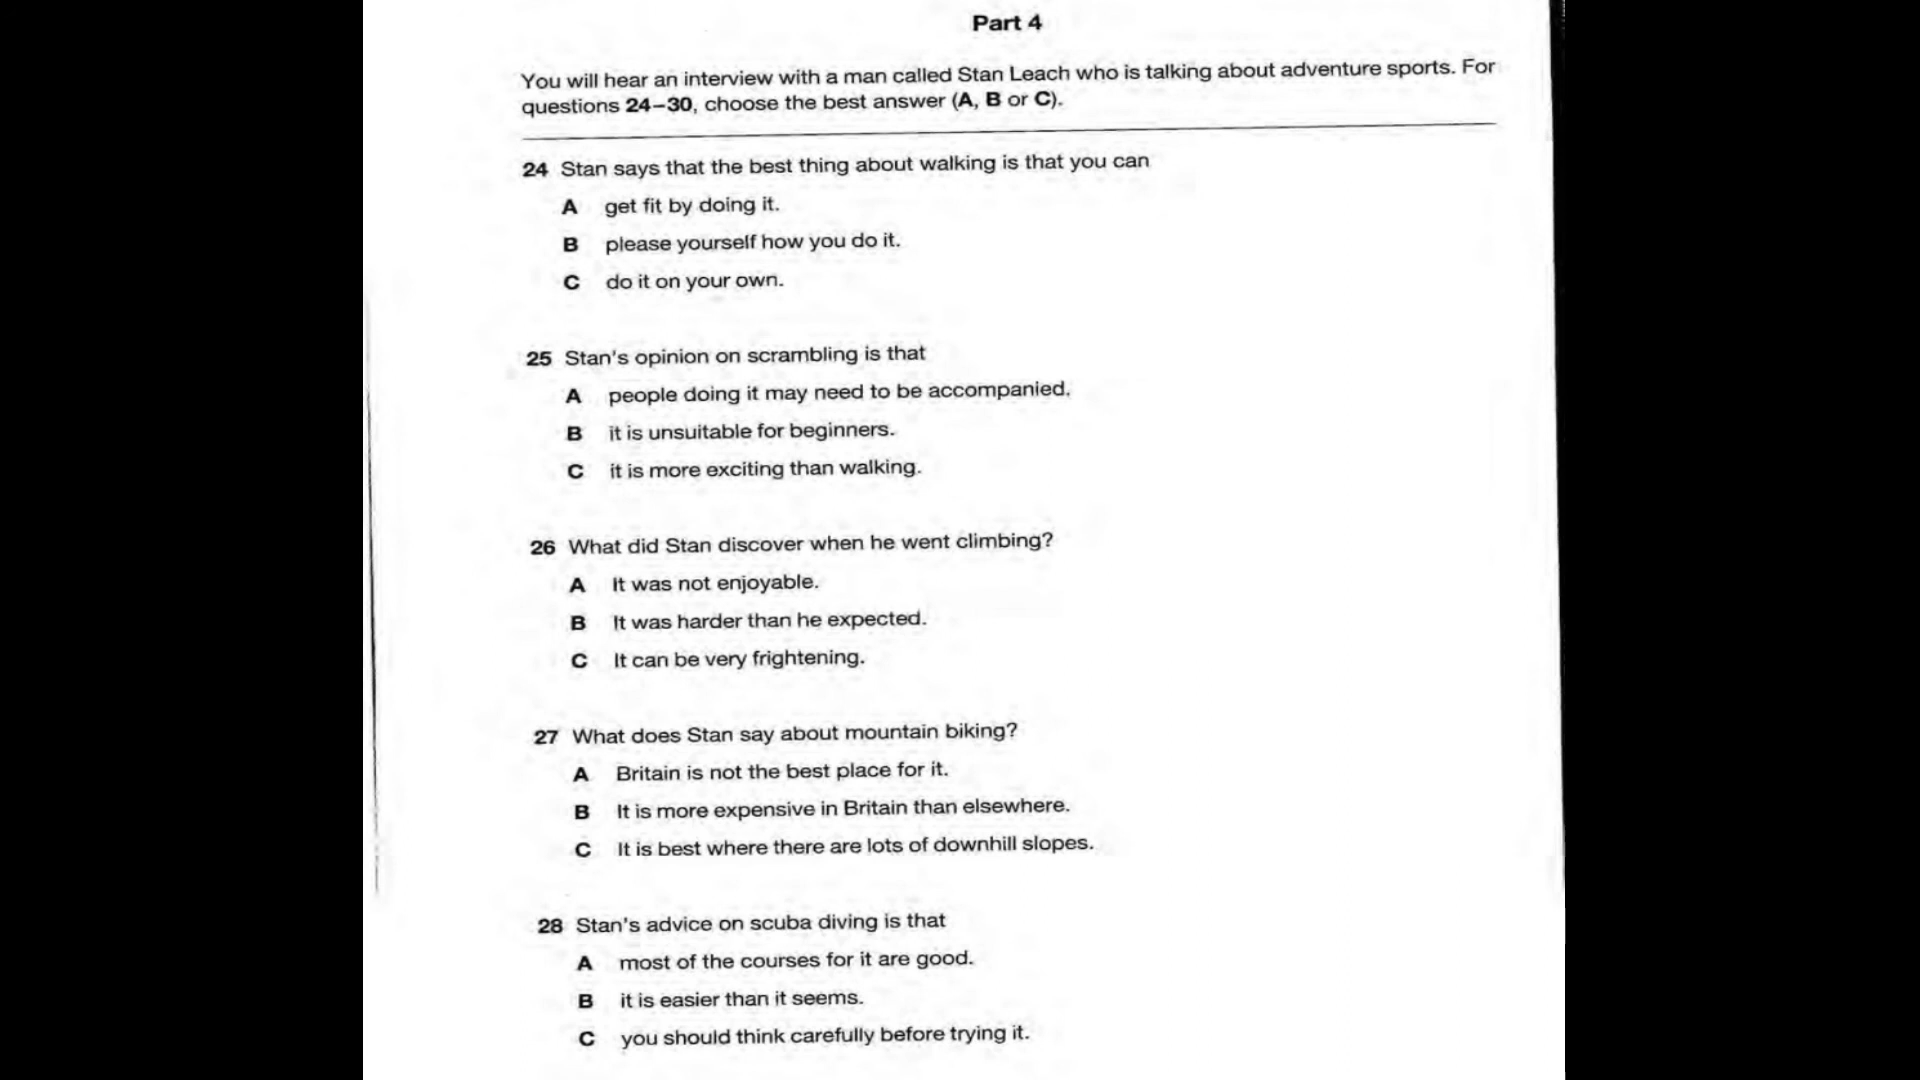 Part 4
You will hear an interview with a man called Stan Leach who is talking about adventure sports. For
questions 24–30, choose the best answer (A, B or C).
24 Stan says that the best thing about walking is that you can
A get fit by doing it.
B please yourself how you do it.
C do it on your own.
25 Stan's opinion on scrambling is that
A people doing it may need to be accompanied.
B it is unsuitable for beginners.
C it is more exciting than walking.
26 What did Stan discover when he went climbing?
A It was not enjoyable.
B It was harder than he expected.
C It can be very frightening.
27 What does Stan say about mountain biking?
A Britain is not the best place for it.
B It is more expensive in Britain than elsewhere.
C It is best where there are lots of downhill slopes.
28 Stan's advice on scuba diving is that
A most of the courses for it are good.
B it is easier than it seems.
C you should think carefully before trying it.